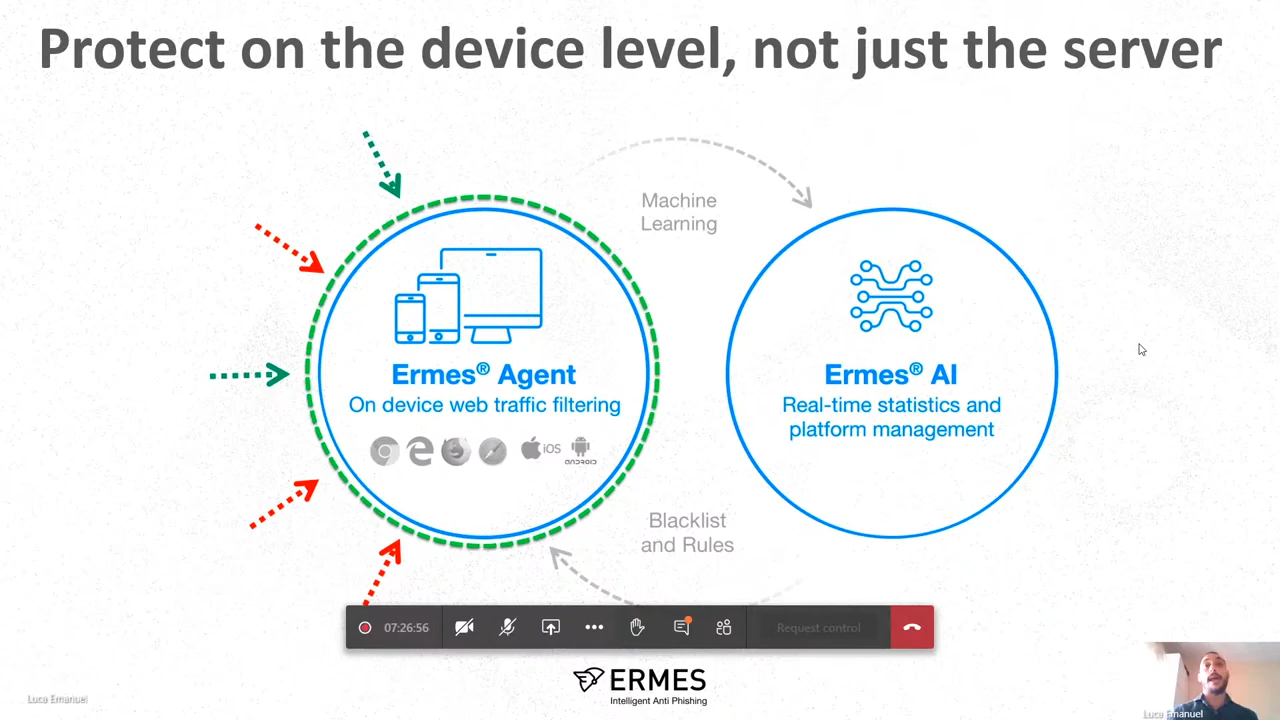 Protect on the device level, not just the server
Machine
Learning
Ermes® Agent
On device web traffic filtering
iOS
ANDROID
Ermes® AI
Real-time statistics and
platform management
Blacklist
and Rules
07:26:56
Request control
ERMES
Intelligent Anti Phishing
Luca Emanuel
Luca Emanuel